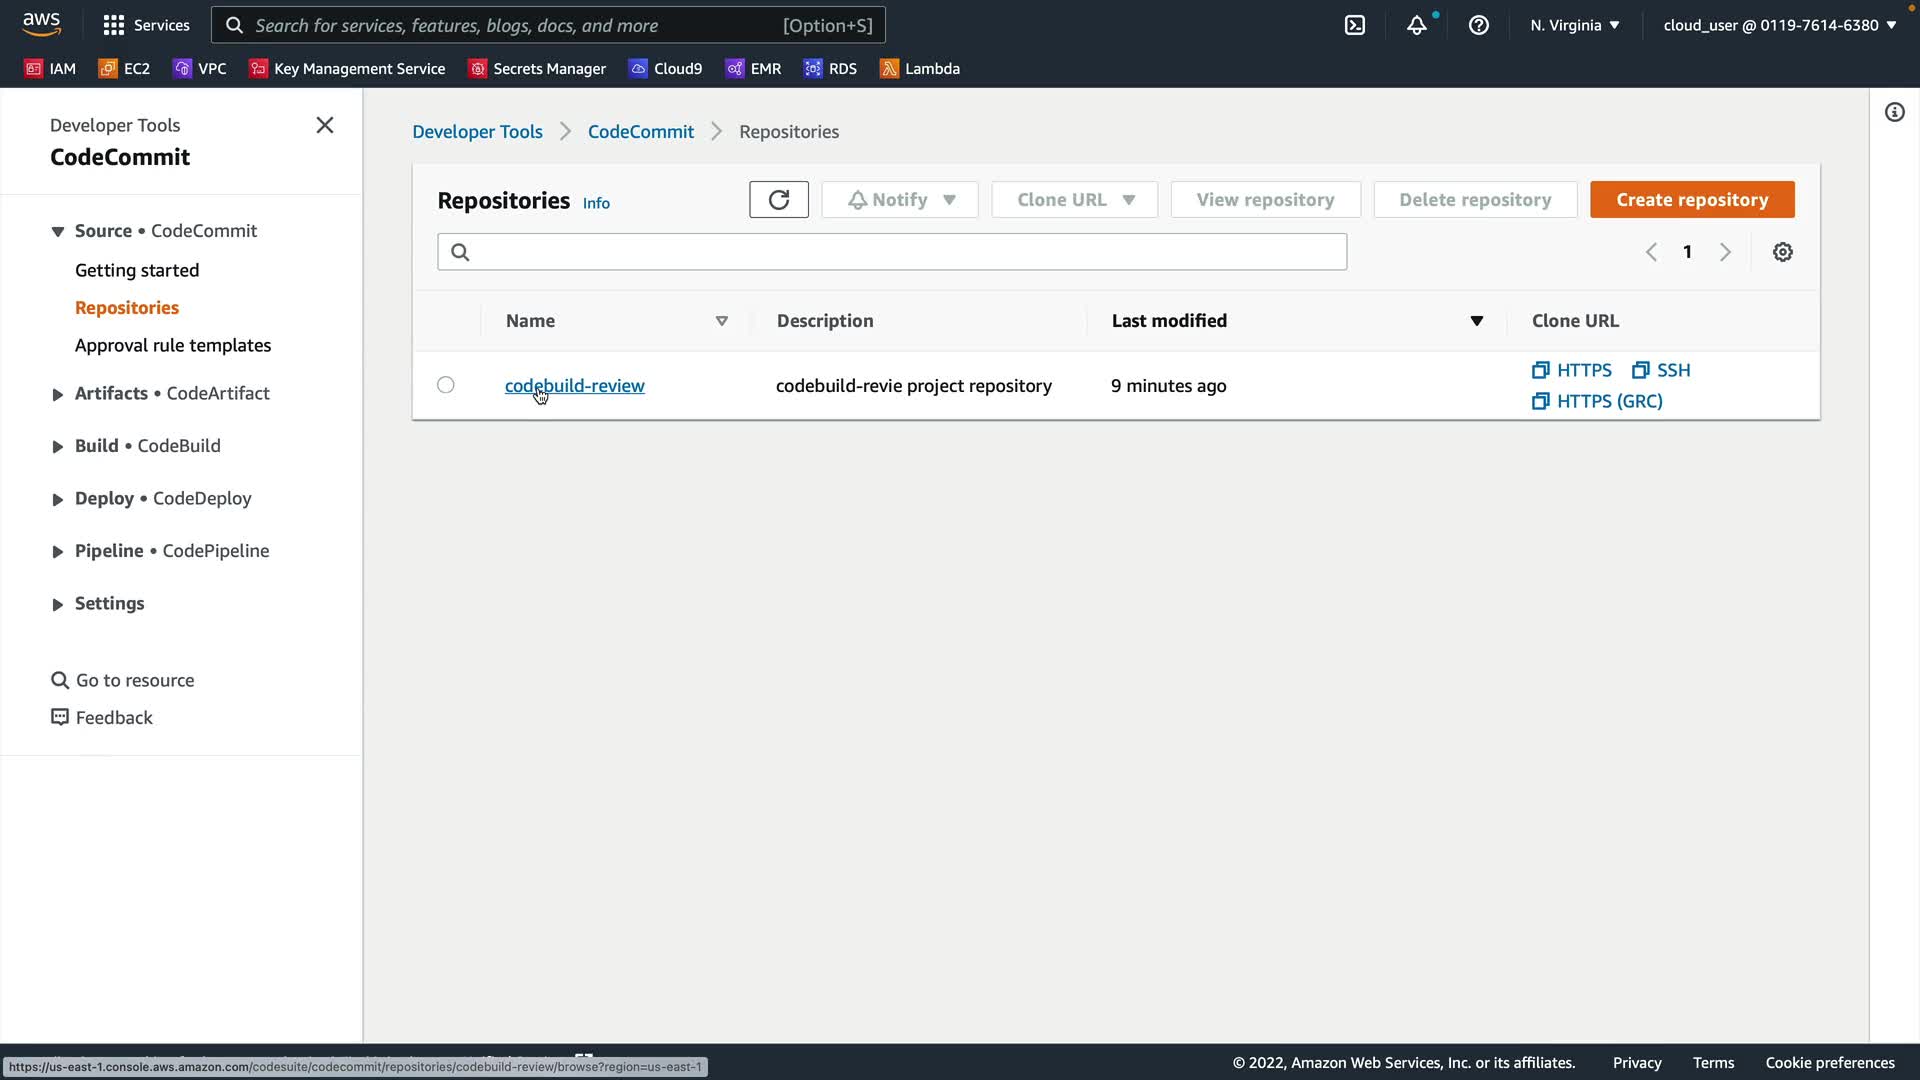 aws
Services
Search for services, features, blogs, docs, and more
[Option+S]
N. Virginia
cloud_user @ 0119-7614-6380
IAM
EC2
VPC
Key Management Service
Secrets Manager
Cloud9
EMR
RDS
Lambda
Developer Tools
CodeCommit
Source • CodeCommit
Getting started
Repositories
Approval rule templates
Artifacts • CodeArtifact
Build • CodeBuild
Deploy • CodeDeploy
Pipeline • CodePipeline
Settings
Go to resource
Feedback
Developer Tools
CodeCommit
Repositories
Repositories
Info
Notify
Clone URL
View repository
Delete repository
Create repository
1
Name
Description
Last modified
Clone URL
codebuild-review
codebuild-revie project repository
9 minutes ago
HTTPS
SSH
HTTPS (GRC)
https://us-east-1.console.aws.amazon.com/codesuite/codecommit/repositories/codebuild-review/browse?region=us-east-1
© 2022, Amazon Web Services, Inc. or its affiliates.
Privacy
Terms
Cookie preferences